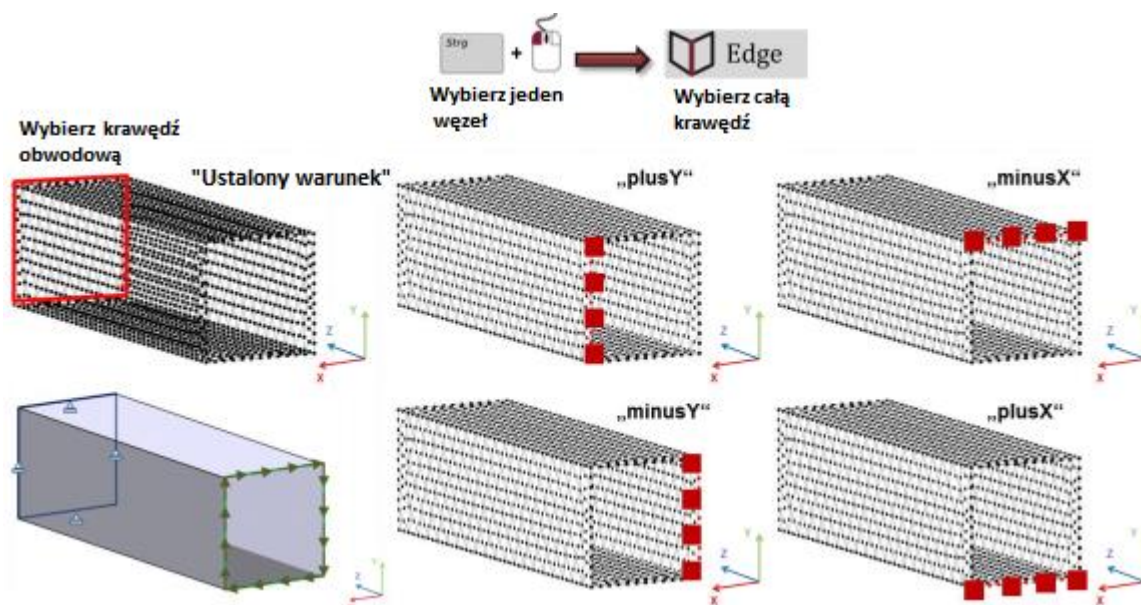 Strg
+
Edge
Wybierz jeden
węzeł
Wybierz całą
krawędź
Wybierz krawędź
obwodową
"Ustalony warunek"
„plusY“
„minusX“
Y
Z
X
Y
Z
X
Y
Z
X
„minusY“
„plusX“
Y
Z
Y
Z
X
Y
Z
X